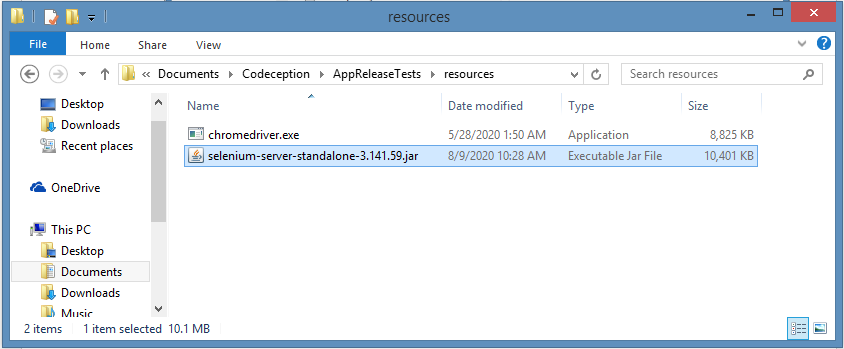 resources
File Home Share View
« Documents Codeception AppReleaseTests resources Search resources
Name Date modified Type Size
Desktop
Downloads
Recent places
OneDrive
This PC
Desktop
Documents
Downloads
Music
chromedriver.exe 5/28/2020 1:50 AM Application 8,825 KB
selenium-server-standalone-3.141.59.jar 8/9/2020 10:28 AM Executable Jar File 10,401 KB
2 items 1 item selected 10.1 MB